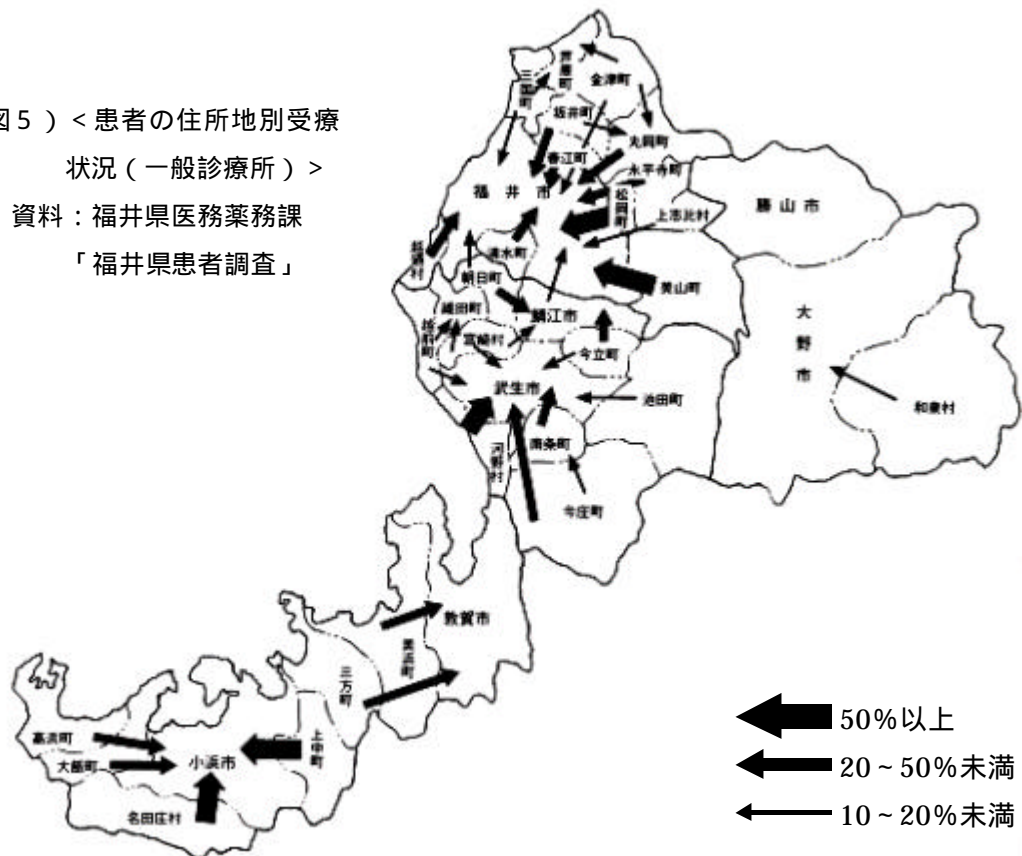 図5）＜患者の住所地別受療
状況（一般診療所）＞
資料：福井県医務薬務課
「福井県患者調査」
三国町
芦原町
金津町
坂井町
丸岡町
春江町
永平寺町
福井市
松岡町
上志比村
勝山市
越廼村
清水町
朝日町
美山町
織田町
鯖江市
越前町
宮崎村
今立町
大野市
武生市
池田町
和泉村
南条町
河野村
今庄町
敦賀市
美浜町
三方町
上中町
高浜町
大飯町
小浜市
名田庄村
50%以上
20~50%未満
10~20%未満